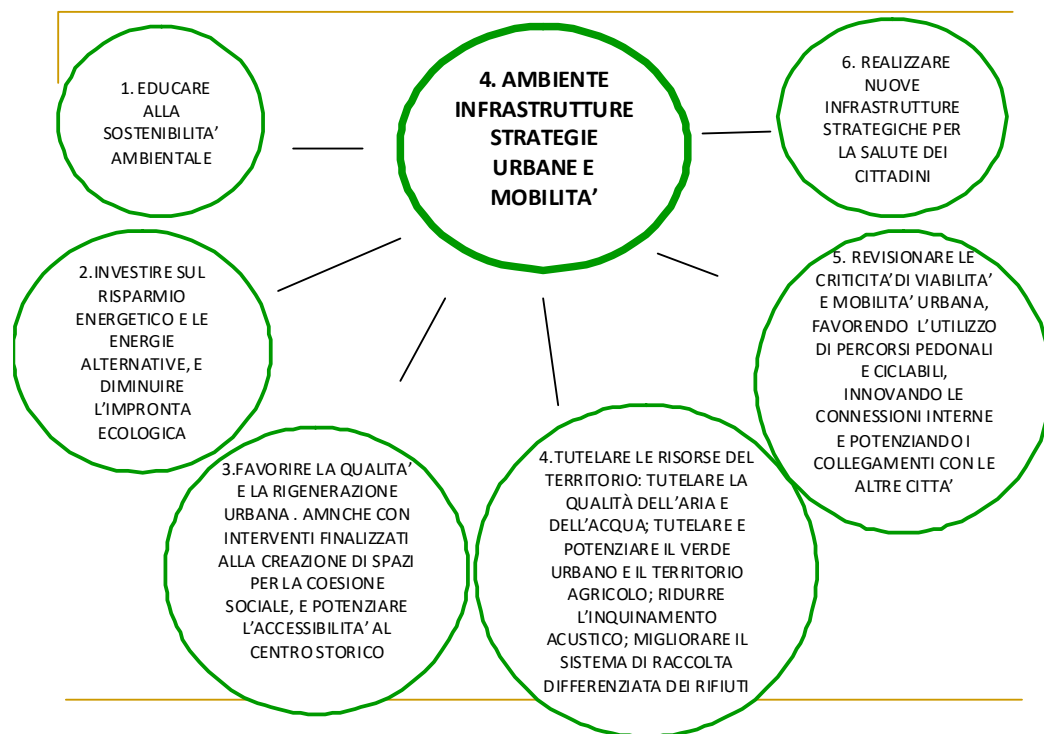 4. AMBIENTE
INFRASTRUTTURE
STRATEGIE
URBANE E
MOBILITA’
1. EDUCARE
ALLA
SOSTENIBILITA’
AMBIENTALE
2.INVESTIRE SUL
RISPARMIO
ENERGETICO E LE
ENERGIE
ALTERNATIVE, E
DIMINUIRE
L’IMPRONTA
ECOLOGICA
3.FAVORIRE LA QUALITA’
E LA RIGENERAZIONE
URBANA . AMNCHE CON
INTERVENTI FINALIZZATI
ALLA CREAZIONE DI SPAZI
PER LA COESIONE
SOCIALE, E POTENZIARE
L’ACCESSIBILITA’ AL
CENTRO STORICO
4.TUTELARE LE RISORSE DEL
TERRITORIO: TUTELARE LA
QUALITÀ DELL’ARIA E
DELL’ACQUA; TUTELARE E
POTENZIARE IL VERDE
URBANO E IL TERRITORIO
AGRICOLO; RIDURRE
L’INQUINAMENTO
ACUSTICO; MIGLIORARE IL
SISTEMA DI RACCOLTA
DIFFERENZIATA DEI RIFIUTI
5. REVISIONARE LE
CRITICITA’ DI VIABILITA’
E MOBILITA’ URBANA,
FAVORENDO L’UTILIZZO
DI PERCORSI PEDONALI
E CICLABILI,
INNOVANDO LE
CONNESSIONI INTERNE
E POTENZIANDO I
COLLEGAMENTI CON LE
ALTRE CITTA’
6. REALIZZARE
NUOVE
INFRASTRUTTURE
STRATEGICHE PER
LA SALUTE DEI
CITTADINI